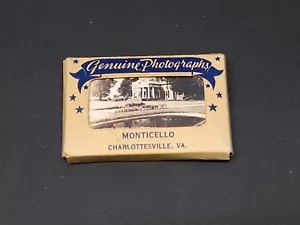 Genuine Photographs
MONTICELLO
CHARLOTTESVILLE, VA.